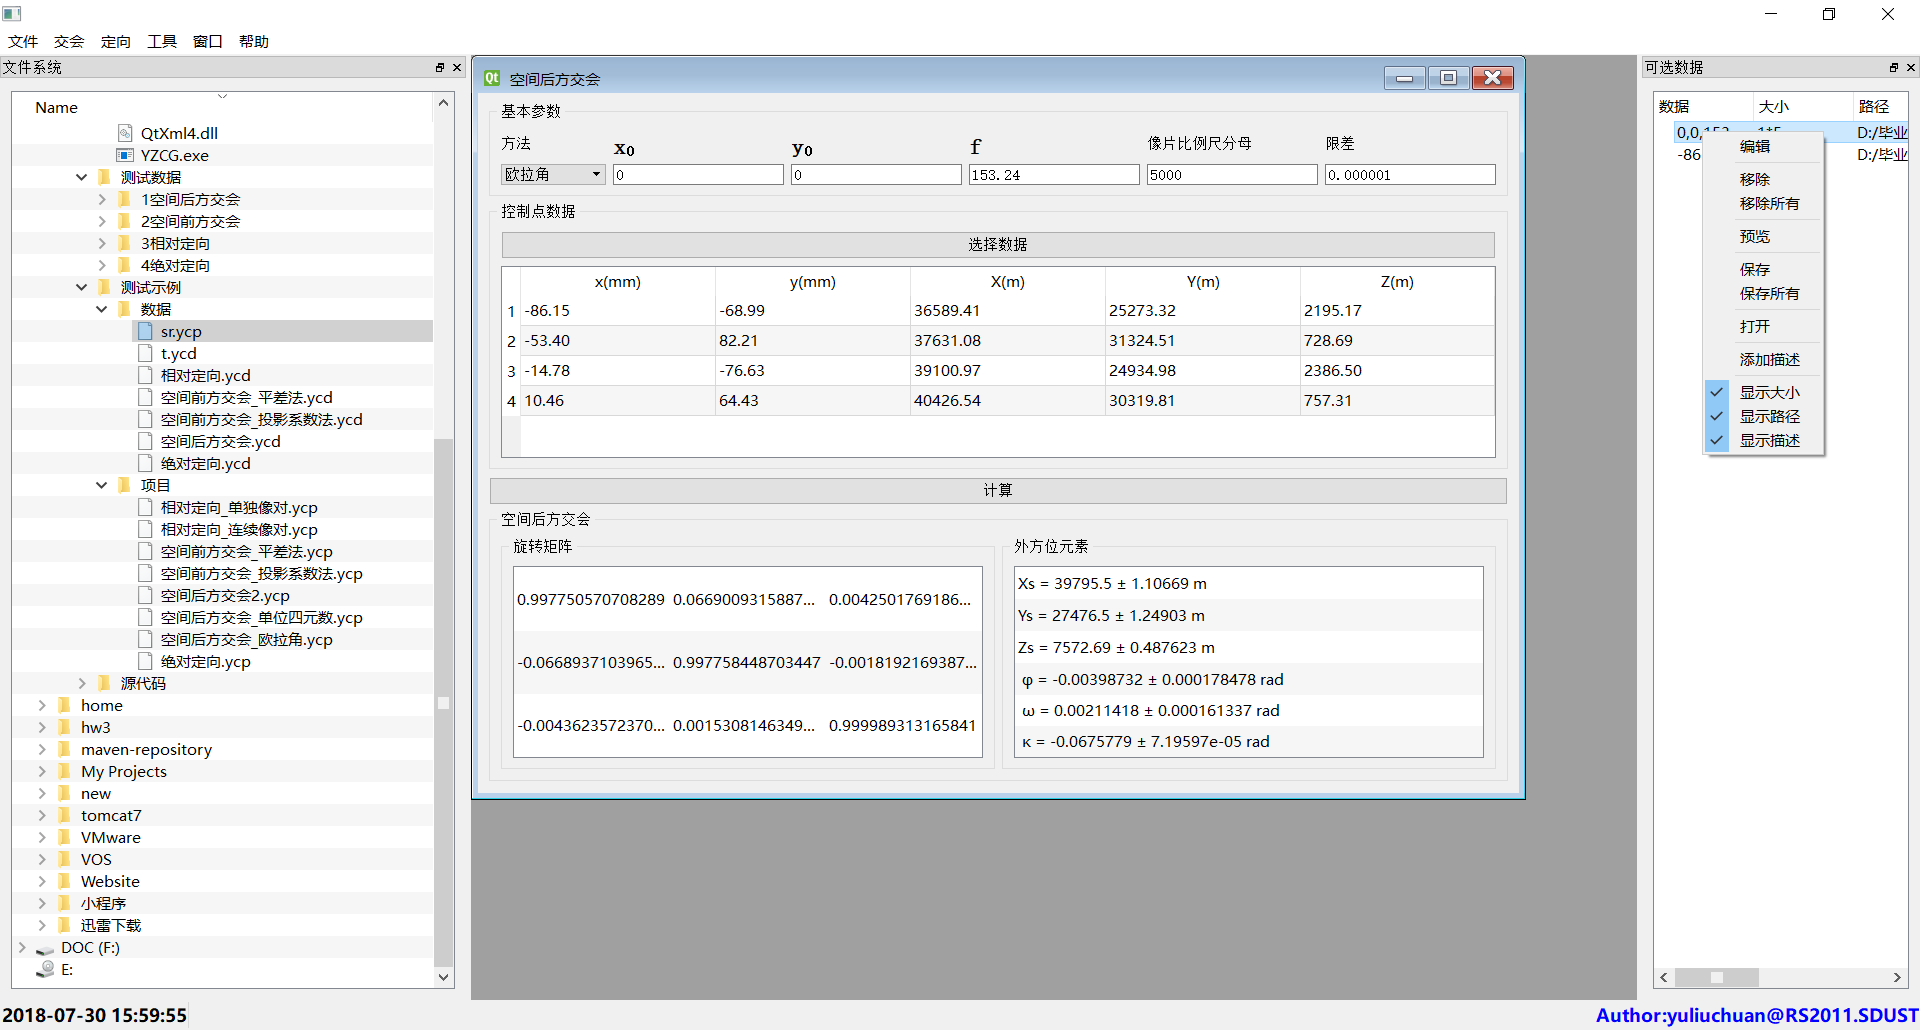 文件 交会 定向 工具 窗口 帮助
文件系统
Name
QtXml4.dll
YZCG.exe
测试数据
1空间后方交会
2空间前方交会
3相对定向
4绝对定向
测试示例
数据
sr.ycp
t.ycd
相对定向.ycd
空间前方交会_平差法.ycd
空间前方交会_投影系数法.ycd
空间后方交会.ycd
绝对定向.ycd
项目
相对定向_单独像对.ycp
相对定向_连续像对.ycp
空间前方交会_平差法.ycp
空间前方交会_投影系数法.ycp
空间后方交会2.ycp
空间后方交会_单位四元数.ycp
空间后方交会_欧拉角.ycp
绝对定向.ycp
源代码
home
hw3
maven-repository
My Projects
new
tomcat7
VMware
VOS
Website
小程序
迅雷下载
DOC (F:)
E:
Qt 空间后方交会
基本参数
方法 x₀ y₀ f 像片比例尺分母 限差
欧拉角 0 0 153.24 5000 0.000001
控制点数据
选择数据
x(mm) y(mm) X(m) Y(m) Z(m)
1 -86.15 -68.99 36589.41 25273.32 2195.17
2 -53.40 82.21 37631.08 31324.51 728.69
3 -14.78 -76.63 39100.97 24934.98 2386.50
4 10.46 64.43 40426.54 30319.81 757.31
计算
空间后方交会
旋转矩阵
0.997750570708289 0.0669009315887... 0.0042501769186...
-0.0668937103965... 0.997758448703447 -0.0018192169387...
-0.0043623572370... 0.0015308146349... 0.999989313165841
外方位元素
Xs = 39795.5 ± 1.10669 m
Ys = 27476.5 ± 1.24903 m
Zs = 7572.69 ± 0.487623 m
φ = -0.00398732 ± 0.000178478 rad
ω = 0.00211418 ± 0.000161337 rad
κ = -0.0675779 ± 7.19597e-05 rad
可选数据
数据 大小 路径
0,0, D:/毕业
-86 D:/毕业
编辑
移除
移除所有
预览
保存
保存所有
打开
添加描述
显示大小
显示路径
显示描述
2018-07-30 15:59:55
Author:yuliuchuan@RS2011.SDUST